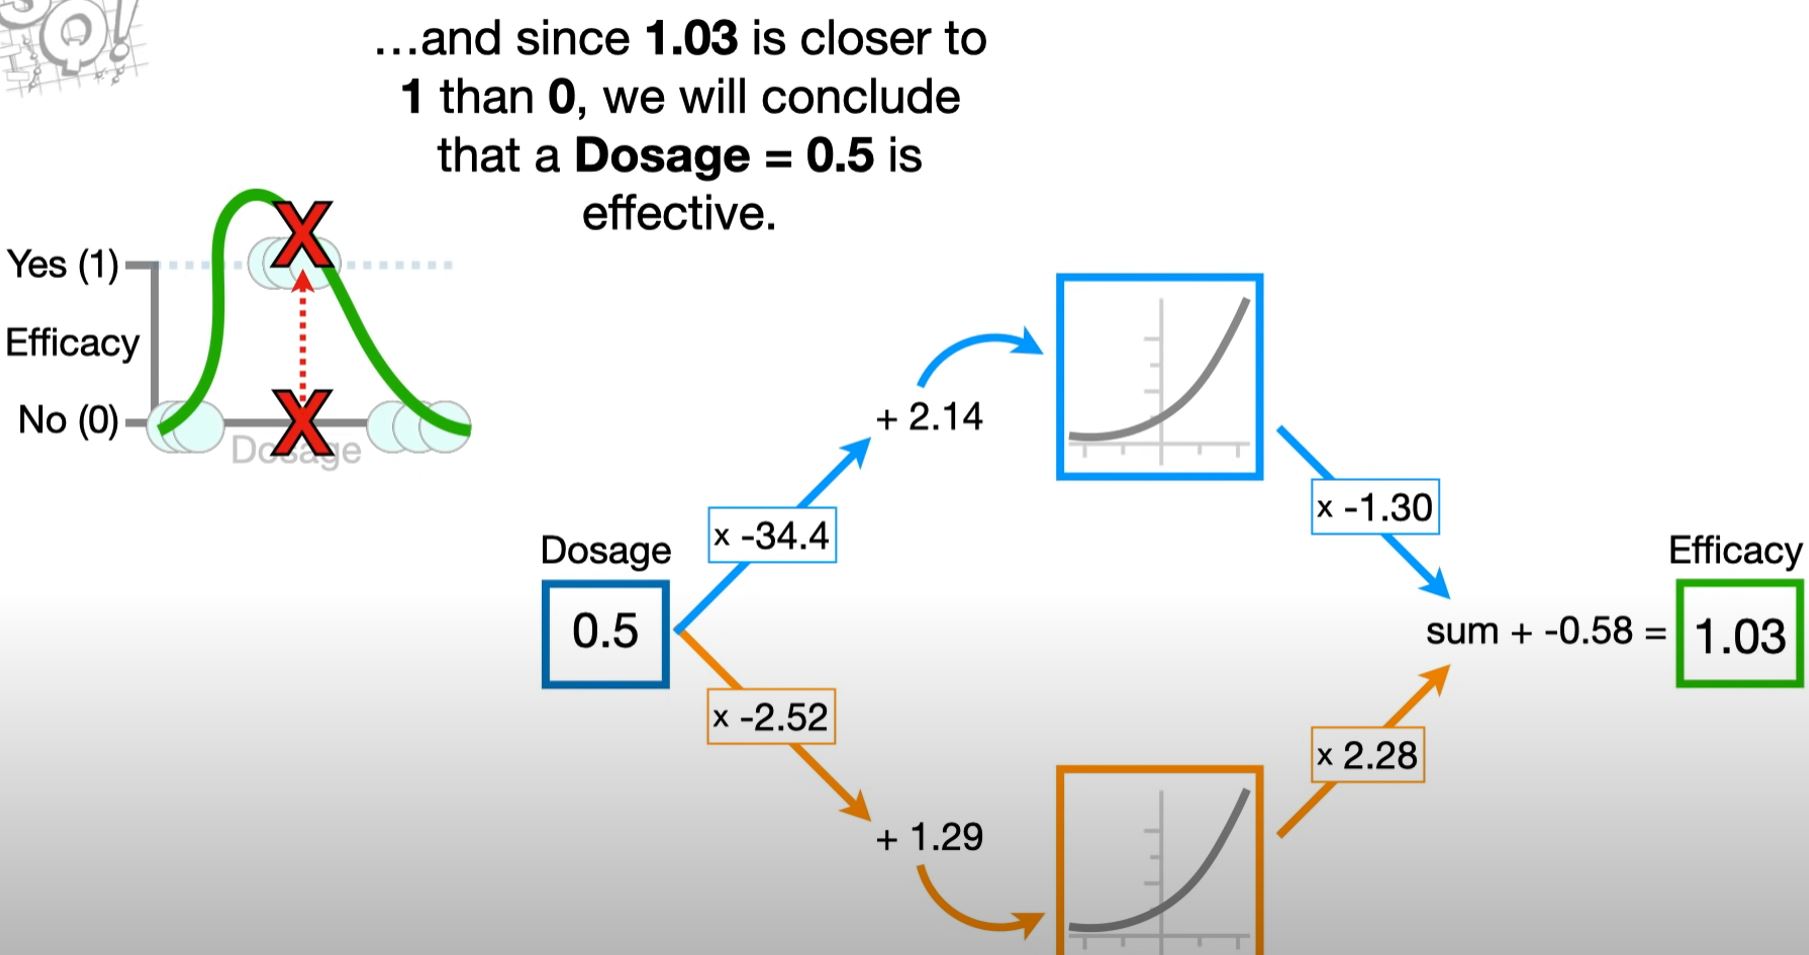 Q!
...and since 1.03 is closer to
1 than 0, we will conclude
that a Dosage = 0.5 is
effective.
Yes (1)
Efficacy
No (0)
Dosage
+ 2.14
x -34.4
x -1.30
Dosage
Efficacy
0.5
sum + -0.58 =
1.03
x -2.52
x 2.28
+ 1.29